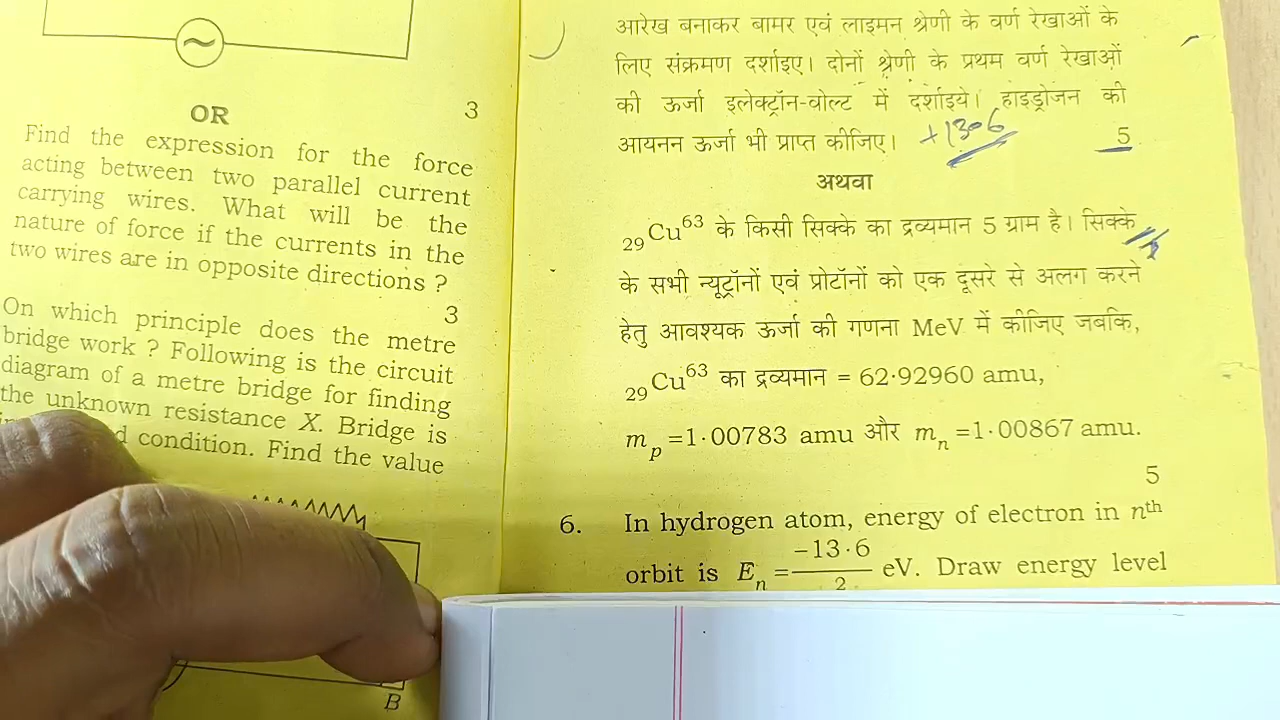 ~
OR
3
Find the expression for the force
acting between two parallel current
carrying wires. What will be the
nature of force if the currents in the
two wires are in opposite directions ?
3
On which principle does the metre
bridge work ? Following is the circuit
diagram of a metre bridge for finding
the unknown resistance X. Bridge is
condition. Find the value
B
आरेख बनाकर बामर एवं लाइमन श्रेणी के वर्ण रेखाओं के
लिए संक्रमण दर्शाइए। दोनों श्रेणी के प्रथम वर्ण रेखाओं
की ऊर्जा इलेक्ट्रॉन-वोल्ट में दर्शाइये। हाइड्रोजन की
आयनन ऊर्जा भी प्राप्त कीजिए।
5
अथवा
₂₉Cu⁶³ के किसी सिक्के का द्रव्यमान 5 ग्राम है। सिक्के
के सभी न्यूट्रॉनों एवं प्रोटॉनों को एक दूसरे से अलग करने
हेतु आवश्यक ऊर्जा की गणना MeV में कीजिए जबकि,
₂₉Cu⁶³ का द्रव्यमान = 62·92960 amu,
m_p =1·00783 amu और m_n =1·00867 amu.
5
6. In hydrogen atom, energy of electron in nᵗʰ
orbit is E_n = −13·6/2 eV. Draw energy level